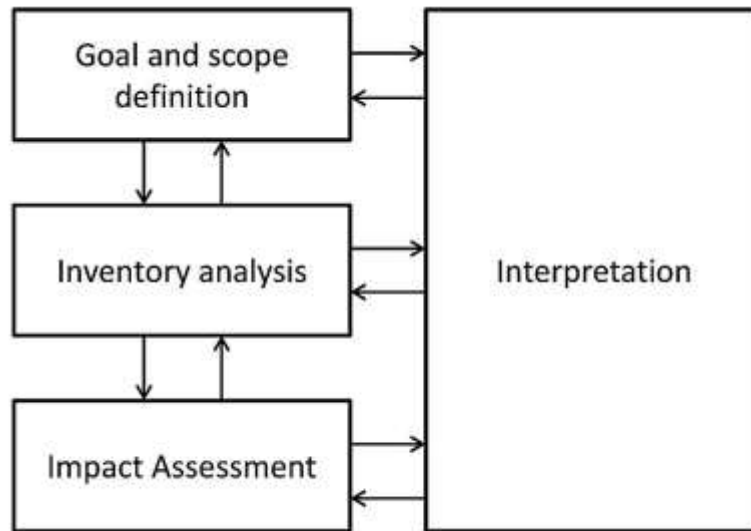 Goal and scope
definition
Inventory analysis
Interpretation
Impact Assessment